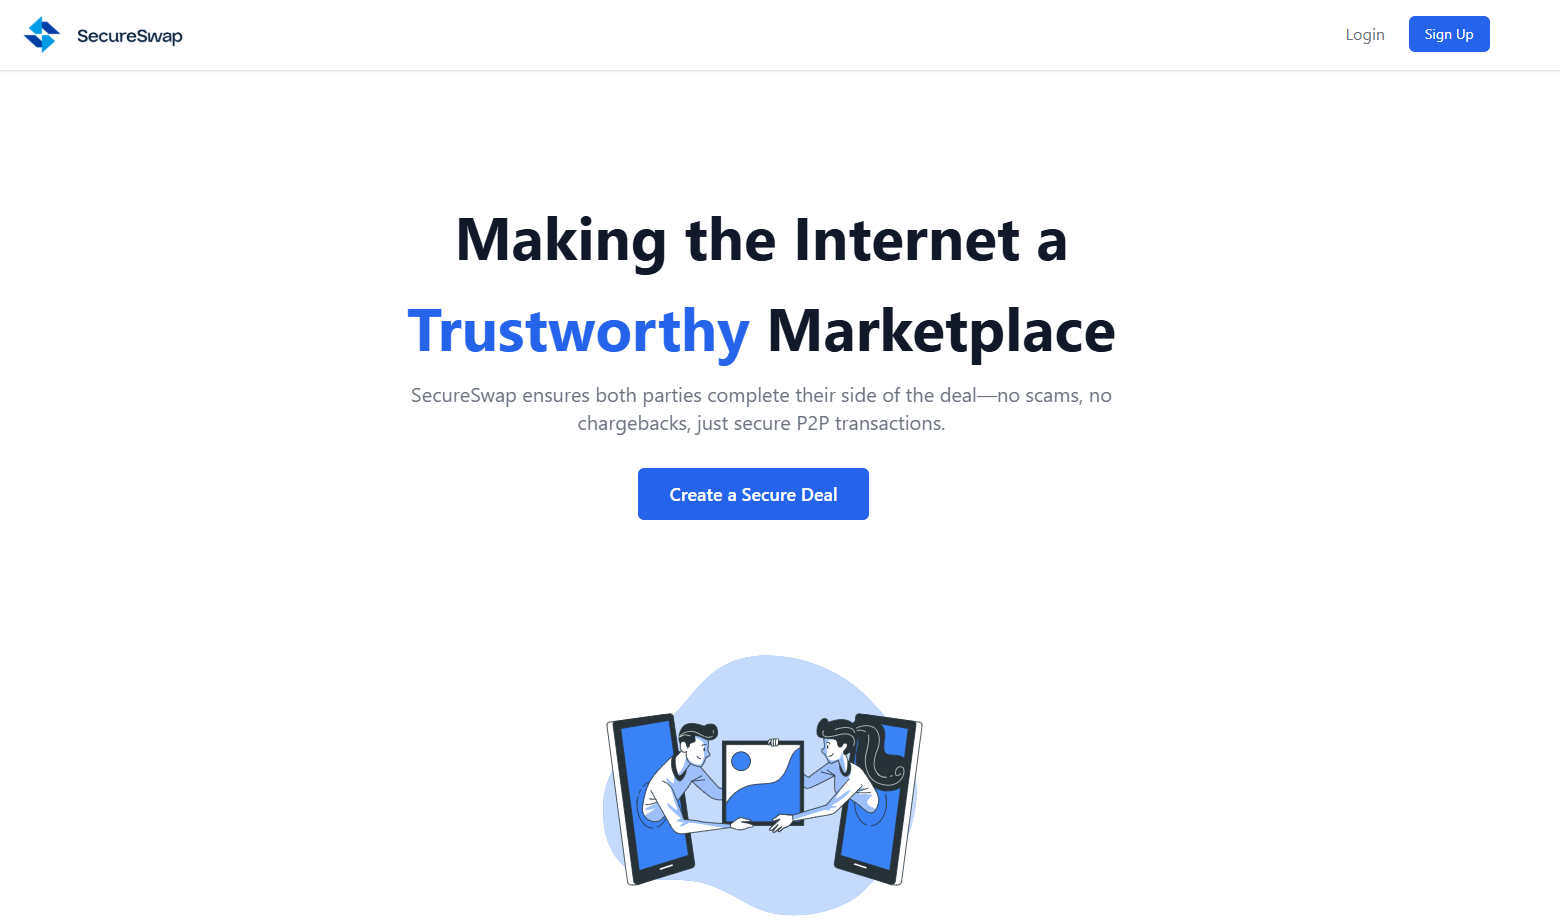 SecureSwap
Login
Sign Up
Making the Internet a
Trustworthy Marketplace
SecureSwap ensures both parties complete their side of the deal—no scams, no
chargebacks, just secure P2P transactions.
Create a Secure Deal